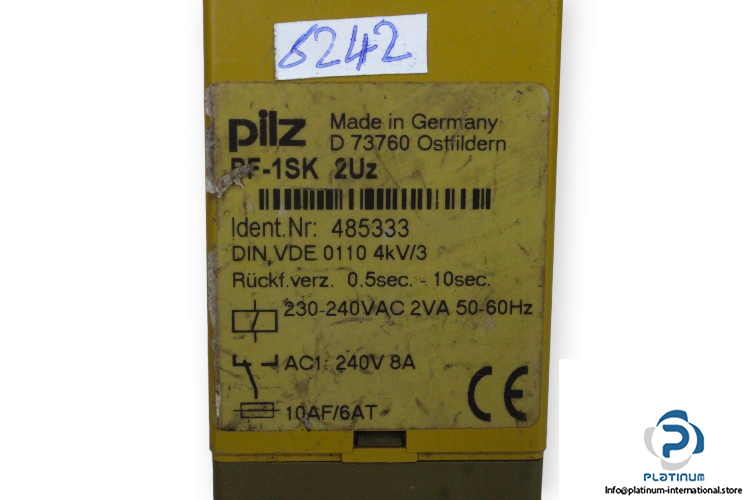 6242
pilz Made in Germany
D 73760 Ostfildern
PF-1SK 2Uz
Ident.Nr: 485333
DIN VDE 0110 4kV/3
Rückf.verz. 0.5sec. - 10sec.
230-240VAC 2VA 50-60Hz
AC1: 240V 8A
10AF/6AT
CE
PLATINUM
Info@platinum-international.store